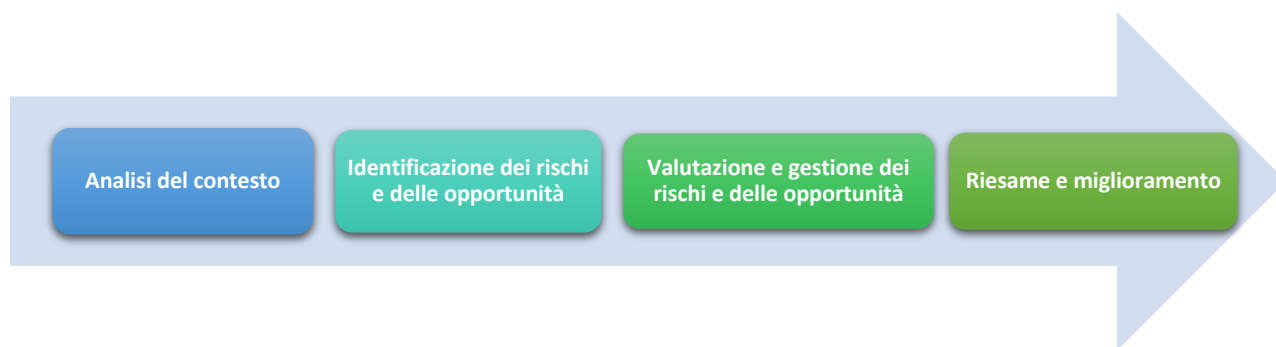 Analisi del contesto
Identificazione dei rischi
e delle opportunità
Valutazione e gestione dei
rischi e delle opportunità
Riesame e miglioramento